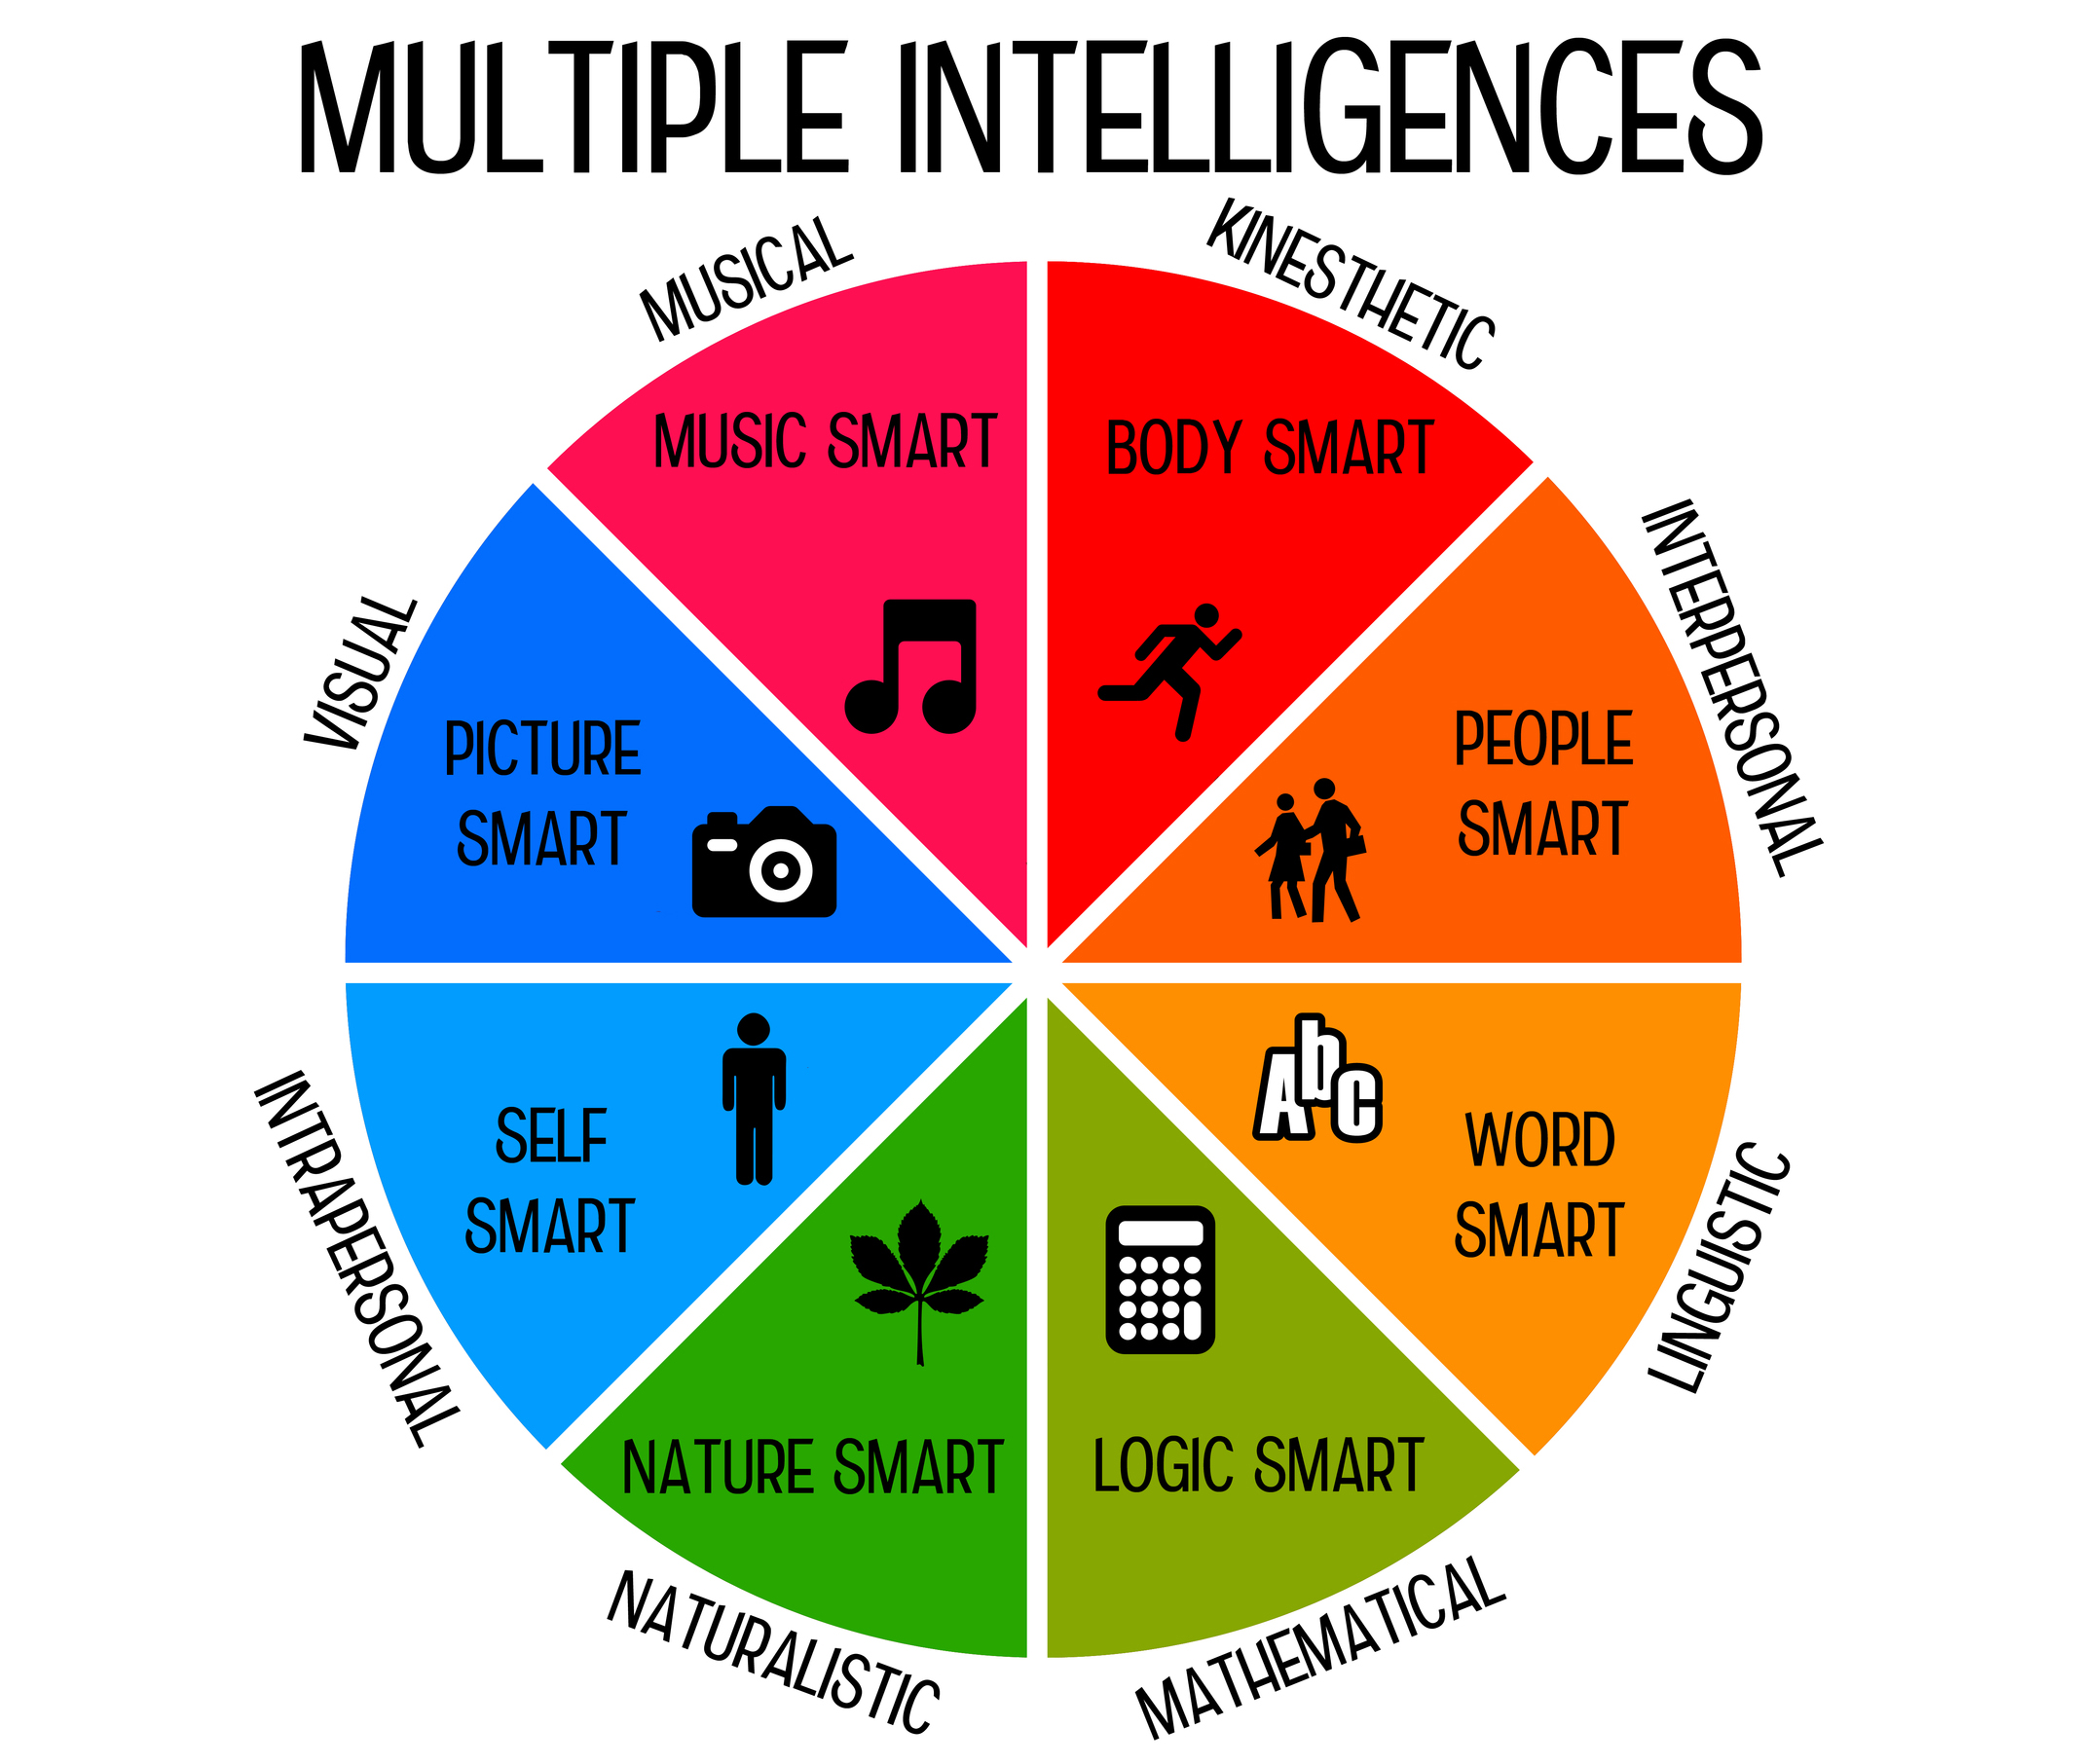 MULTIPLE INTELLIGENCES
MUSICAL
KINESTHETIC
MUSIC SMART
BODY SMART
VISUAL
INTERPERSONAL
PICTURE
SMART
PEOPLE
SMART
INTRAPERSONAL
SELF
SMART
AbC
WORD
SMART
LINGUISTIC
NATURE SMART
LOGIC SMART
NATURALISTIC
MATHEMATICAL